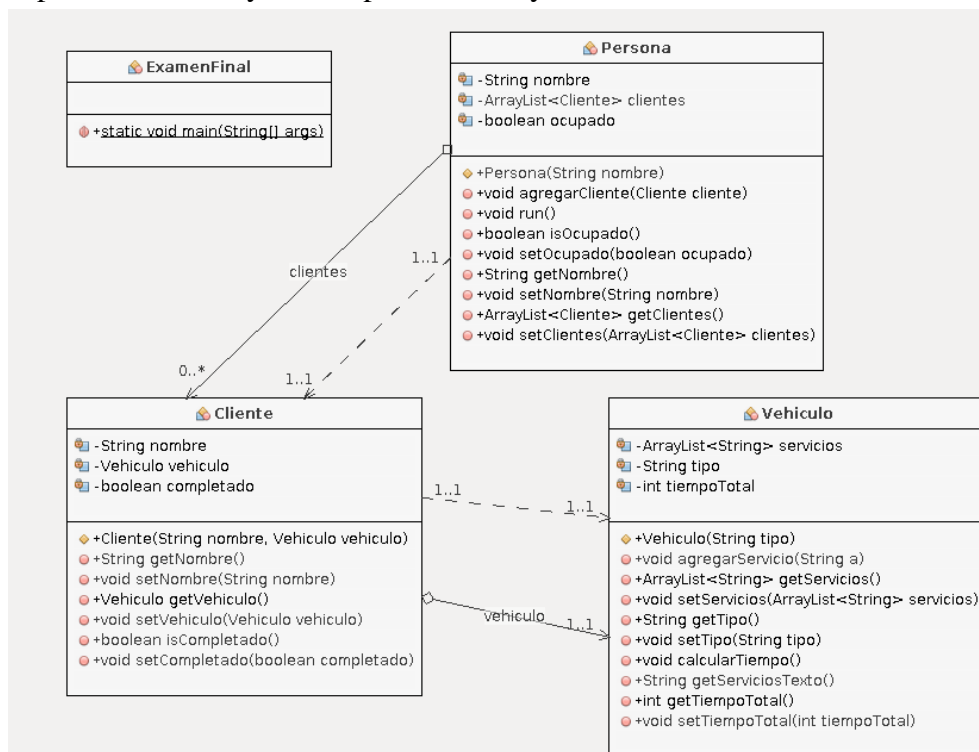 ExamenFinal
+static void main(String[] args)
Persona
-String nombre
-ArrayList<Cliente> clientes
-boolean ocupado
+Persona(String nombre)
+void agregarCliente(Cliente cliente)
+void run()
+boolean isOcupado()
+void setOcupado(boolean ocupado)
+String getNombre()
+void setNombre(String nombre)
+ArrayList<Cliente> getClientes()
+void setClientes(ArrayList<Cliente> clientes)
1..1
clientes
0..*
1..1
Cliente
-String nombre
-Vehiculo vehiculo
-boolean completado
+Cliente(String nombre, Vehiculo vehiculo)
+String getNombre()
+void setNombre(String nombre)
+Vehiculo getVehiculo()
+void setVehiculo(Vehiculo vehiculo)
+boolean isCompletado()
+void setCompletado(boolean completado)
1..1
1..1
vehiculo
1..1
Vehiculo
-ArrayList<String> servicios
-String tipo
-int tiempoTotal
+Vehiculo(String tipo)
+void agregarServicio(String a)
+ArrayList<String> getServicios()
+void setServicios(ArrayList<String> servicios)
+String getTipo()
+void setTipo(String tipo)
+void calcularTiempo()
+String getServiciosTexto()
+int getTiempoTotal()
+void setTiempoTotal(int tiempoTotal)